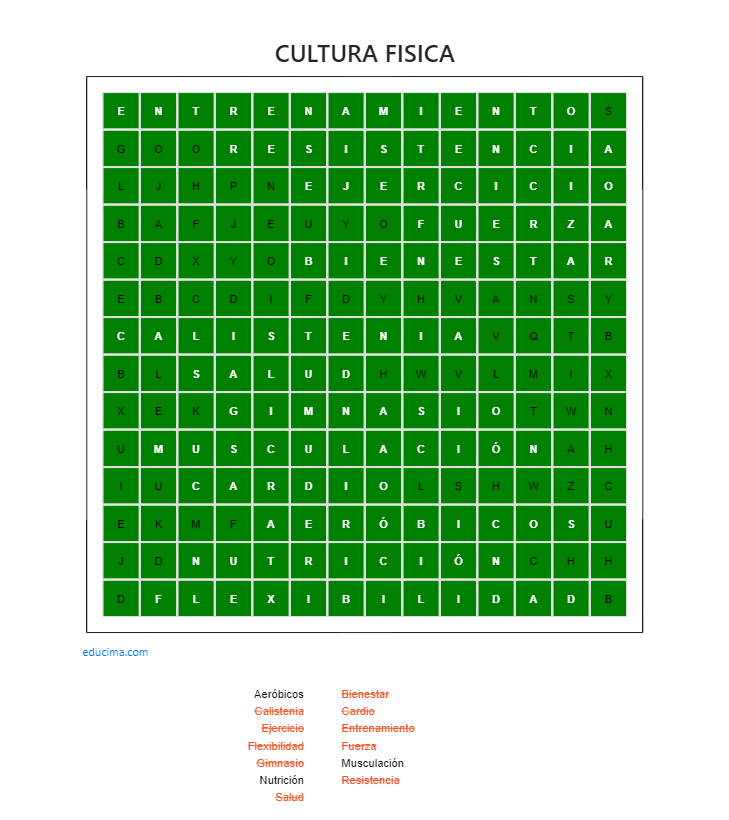 CULTURA FISICA
E N T R E N A M I E N T O S
G O O R E S I S T E N C I A
L J H P N E J E R C I C I O
B A F J E U Y O F U E R Z A
C D X Y O B I E N E S T A R
E B C D I F D Y H V A N S Y
C A L I S T E N I A V Q T B
B L S A L U D H W V L M I X
X E K G I M N A S I O T W N
U M U S C U L A C I Ó N A H
I U C A R D I O L S H W Z C
E K M F A E R Ó B I C O S U
J D N U T R I C I Ó N C H H
D F L E X I B I L I D A D B
educima.com
Aeróbicos Bienestar
Calistenia Cardio
Ejercicio Entrenamiento
Flexibilidad Fuerza
Gimnasio Musculación
Nutrición Resistencia
Salud